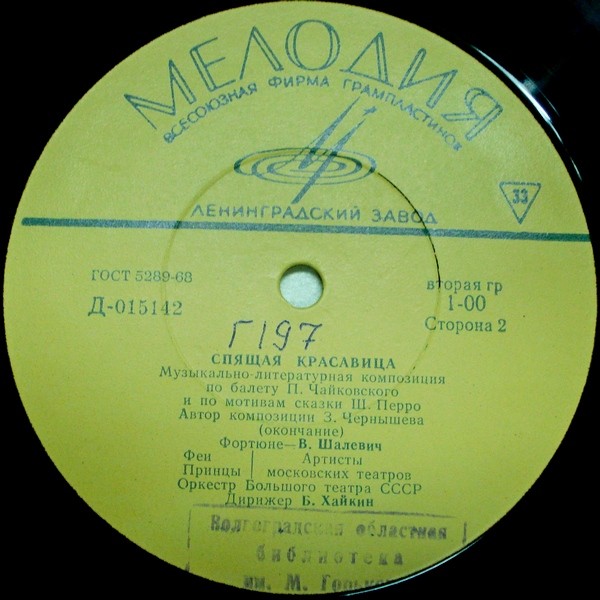 МЕЛОДИЯ
ВСЕСОЮЗНАЯ ФИРМА ГРАМПЛАСТИНОК
ЛЕНИНГРАДСКИЙ ЗАВОД
33
ГОСТ 5289-68
Д-015142
вторая гр
1-00
Сторона 2
Г197
СПЯЩАЯ КРАСАВИЦА
Музыкально-литературная композиция
по балету П. Чайковского
и по мотивам сказки Ш. Перро
Автор композиции З. Чернышева
(окончание)
Фортюне—В. Шалевич
Феи Артисты
Принцы московских театров
Оркестр Большого театра СССР
Дирижер Б. Хайкин
Волгоградская областная
библиотека
им. М. Горько